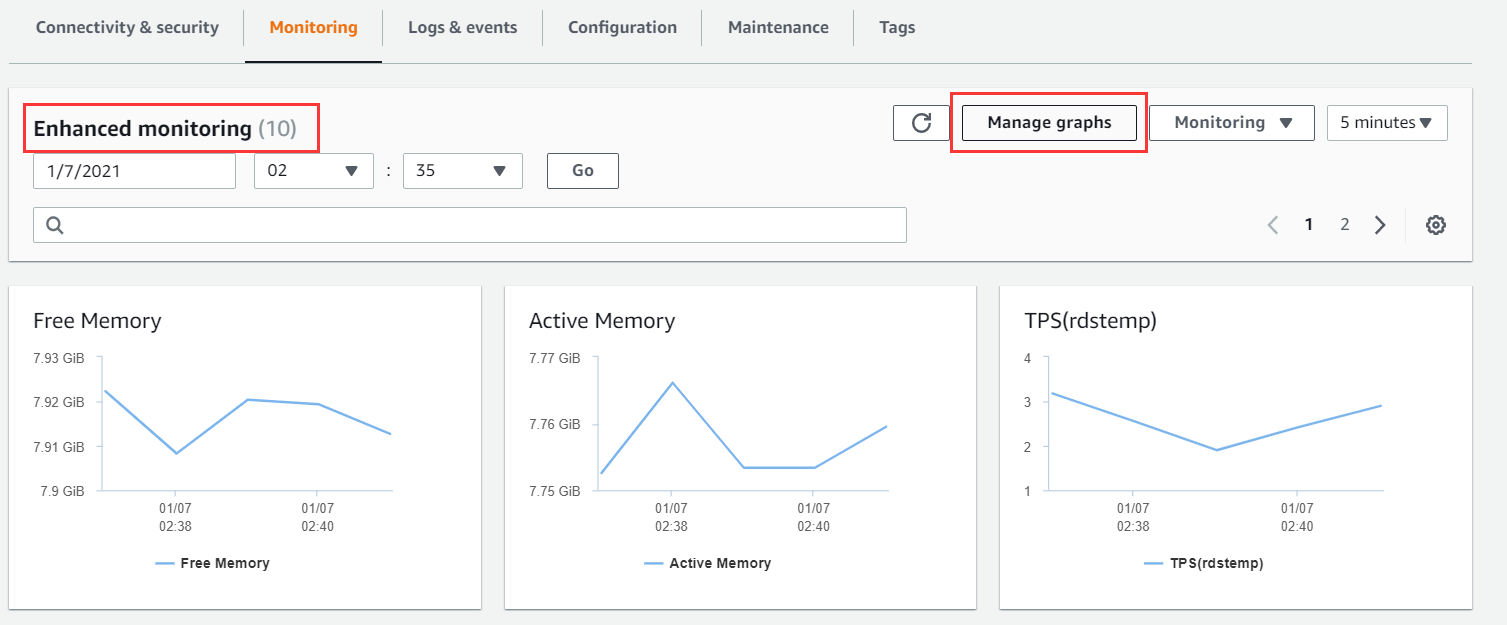 Connectivity & security Monitoring Logs & events Configuration Maintenance Tags
Enhanced monitoring (10) Manage graphs Monitoring 5 minutes
1/7/2021 02 : 35 Go
1 2
Free Memory
7.93 GiB
7.92 GiB
7.91 GiB
7.9 GiB
01/07 01/07
02:38 02:40
Free Memory
Active Memory
7.77 GiB
7.76 GiB
7.75 GiB
01/07 01/07
02:38 02:40
Active Memory
TPS(rdstemp)
4
3
2
1
01/07 01/07
02:38 02:40
TPS(rdstemp)